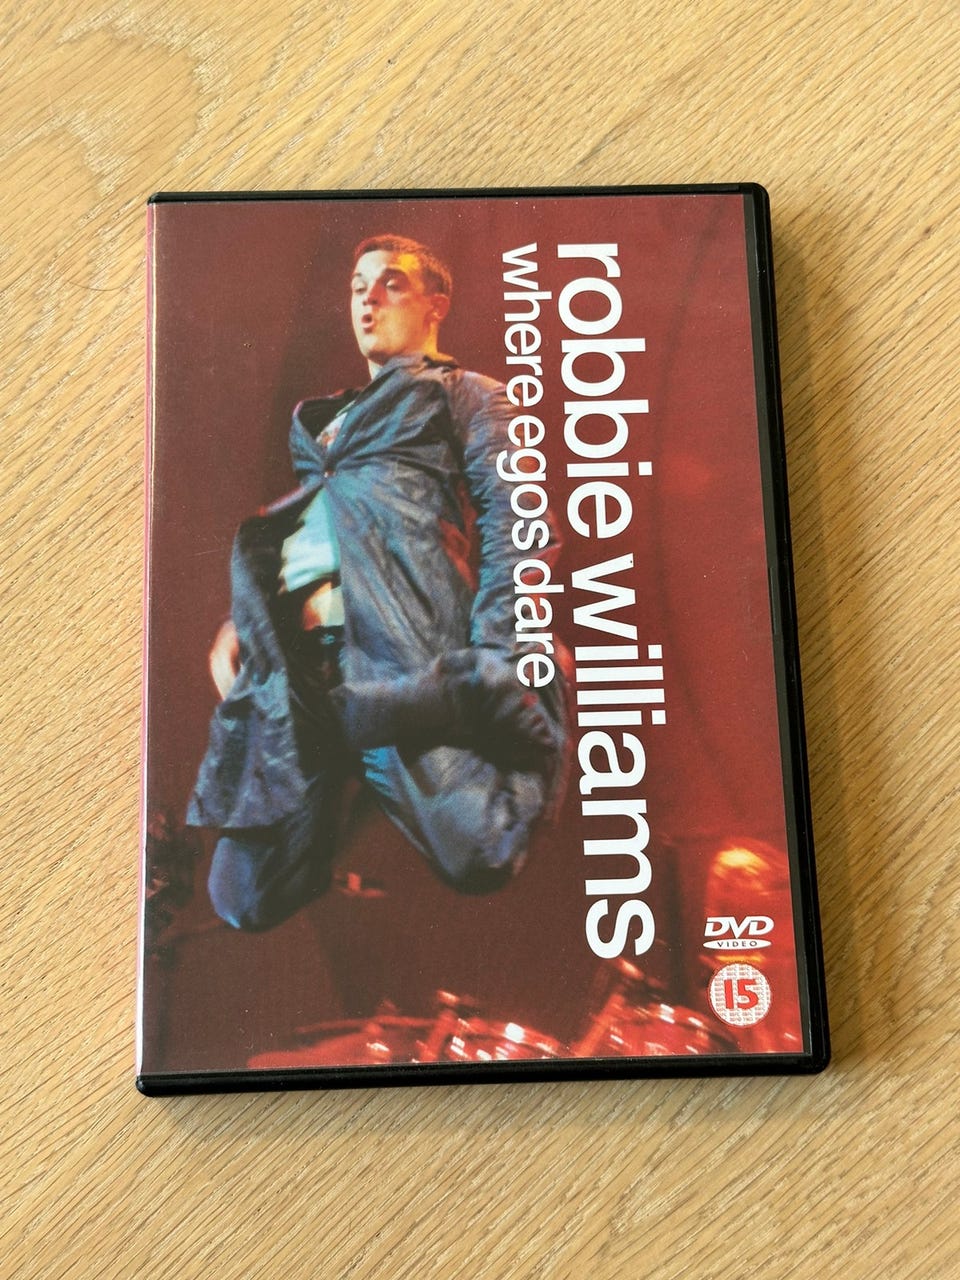 robbie williams
where egos dare
DVD
VIDEO
15